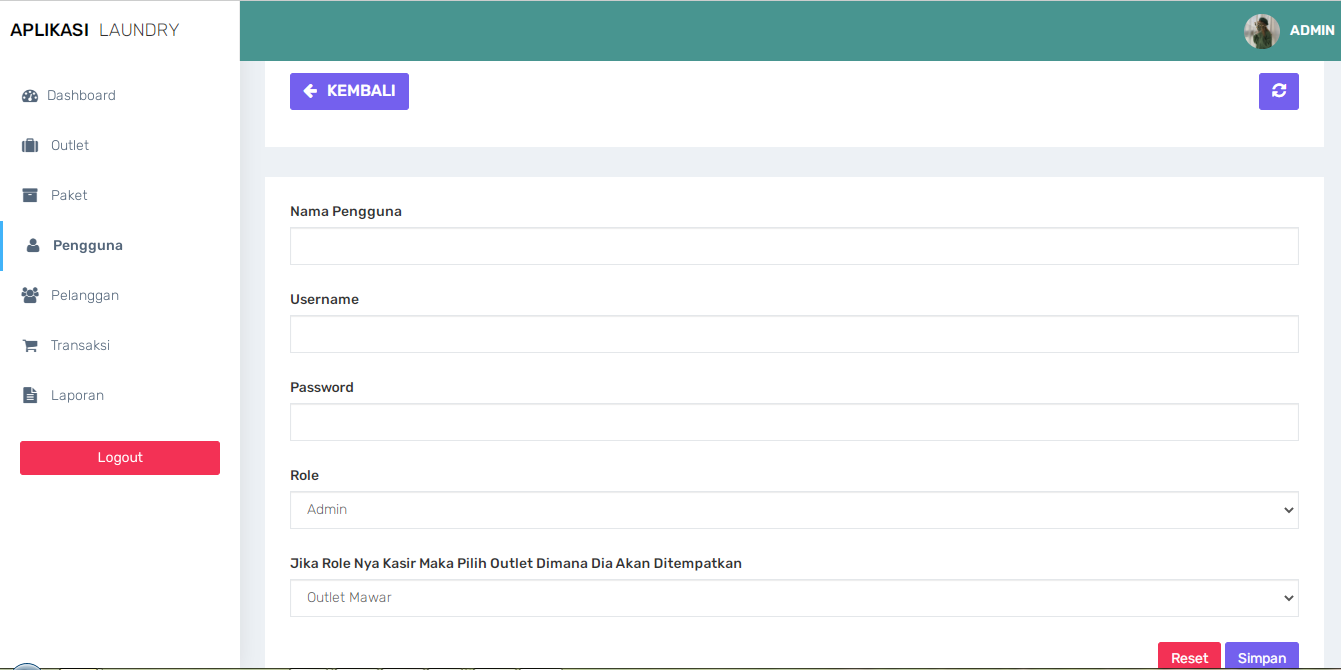 APLIKASI LAUNDRY
ADMIN
Dashboard
Outlet
Paket
Pengguna
Pelanggan
Transaksi
Laporan
Logout
KEMBALI
Nama Pengguna
Username
Password
Role
Admin
Jika Role Nya Kasir Maka Pilih Outlet Dimana Dia Akan Ditempatkan
Outlet Mawar
Reset
Simpan